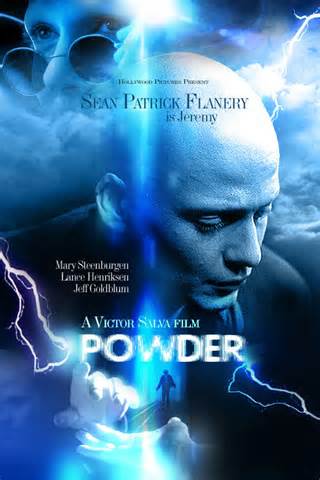 Hollywood Pictures Present
Sean Patrick Flanery
is Jeremy
Mary Steenburgen
Lance Henriksen
Jeff Goldblum
A Victor Salva film
POWDER